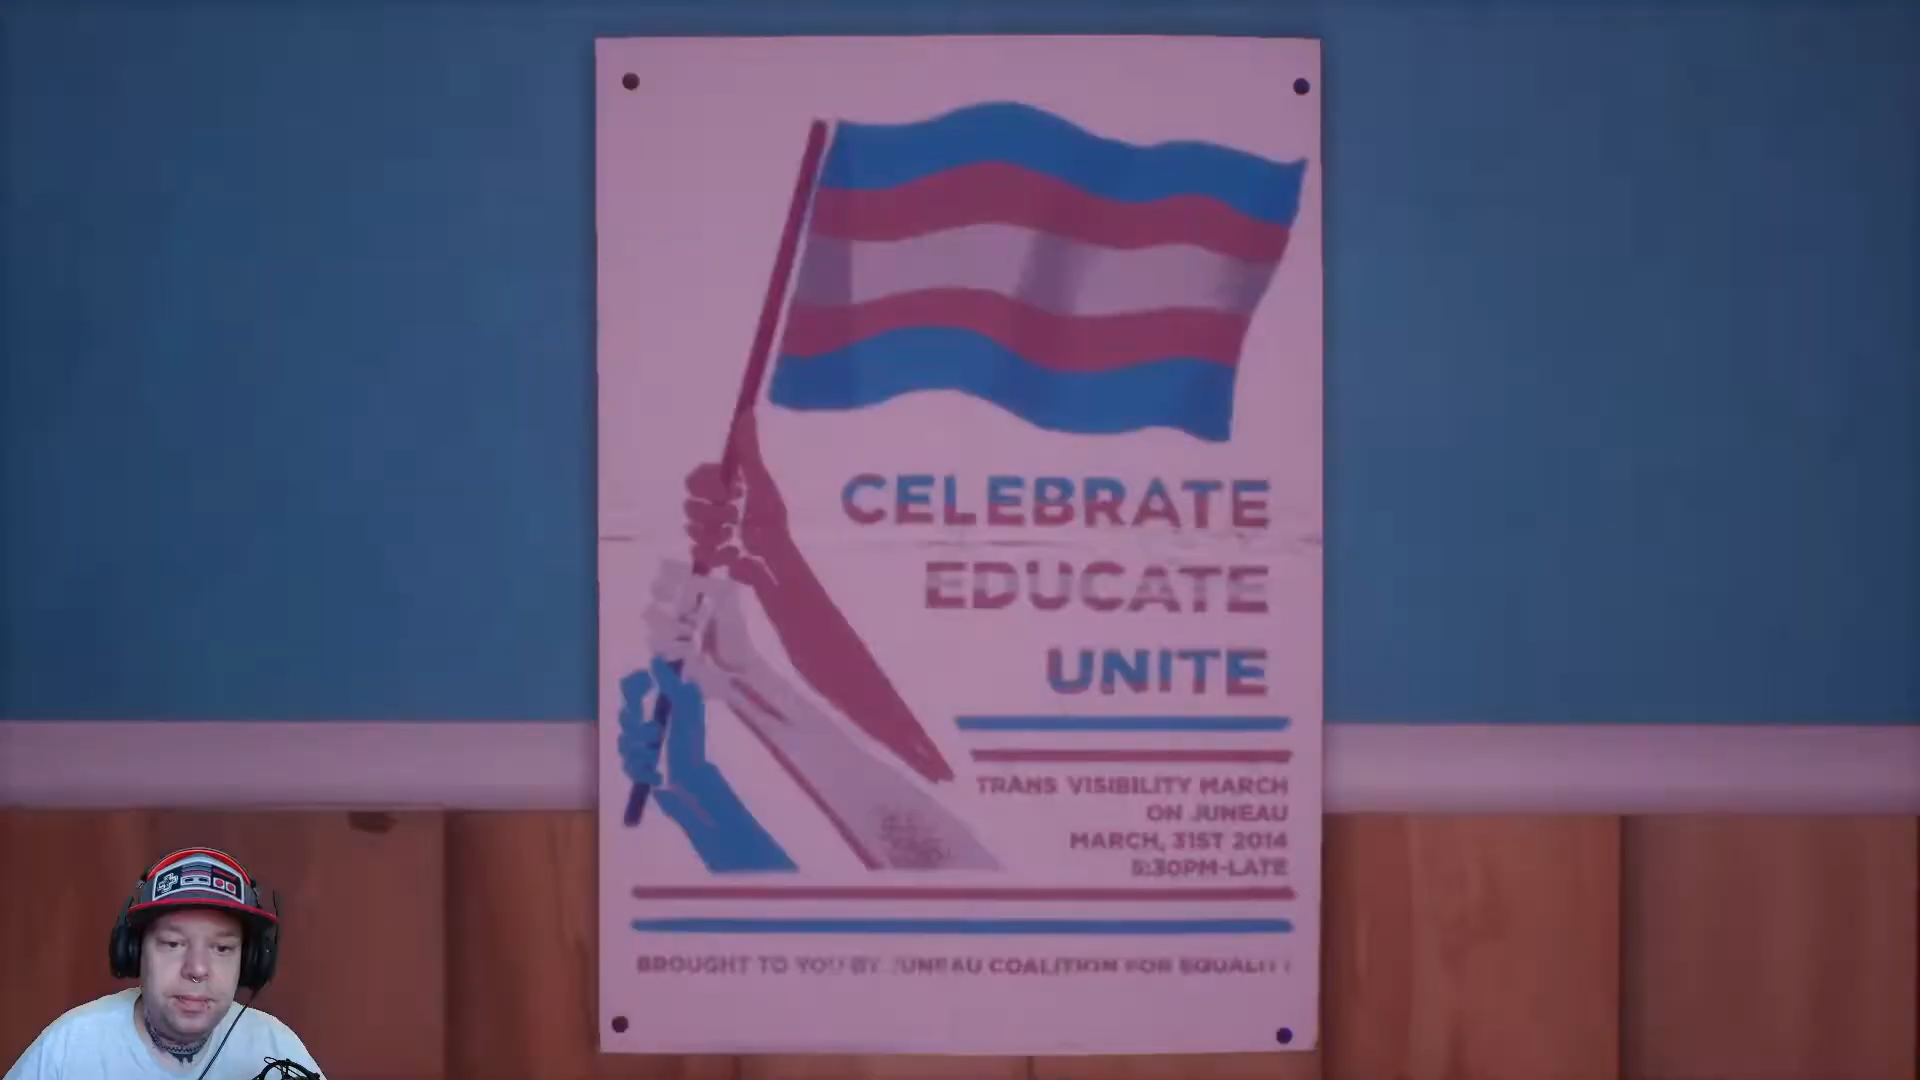 CELEBRATE
EDUCATE
UNITE
TRANS VISIBILITY MARCH
ON JUNEAU
MARCH, 31ST 2014
5:30PM-LATE
BROUGHT TO YOU BY JUNEAU COALITION FOR EQUALITY